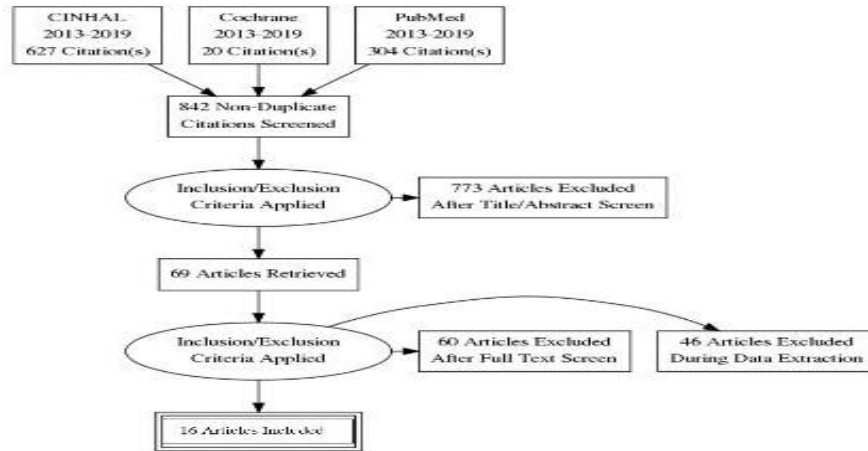 CINHAL
2013-2019
627 Citation(s)
Cochrane
2013-2019
20 Citation(s)
PubMed
2013-2019
304 Citation(s)
842 Non-Duplicate
Citations Screened
Inclusion/Exclusion
Criteria Applied
773 Articles Excluded
After Title/Abstract Screen
69 Articles Retrieved
Inclusion/Exclusion
Criteria Applied
60 Articles Excluded
After Full Text Screen
46 Articles Excluded
During Data Extraction
16 Articles Included